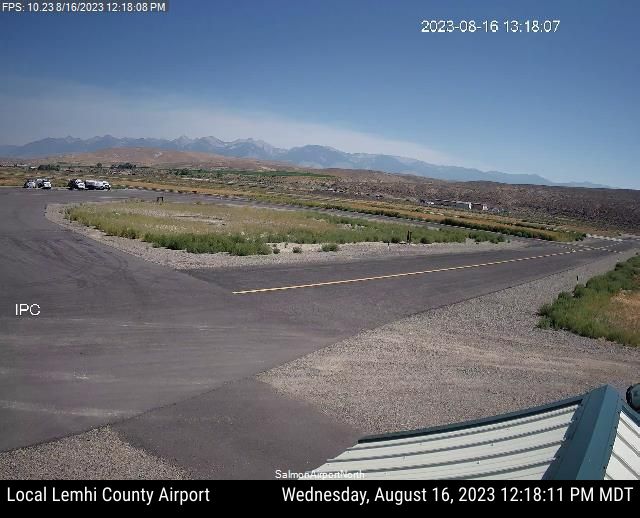 FPS: 10.23 8/16/2023 12:18:08 PM
2023-08-16 13:18:07
IPC
SalmonAirportNorth
Local Lemhi County Airport Wednesday, August 16, 2023 12:18:11 PM MDT